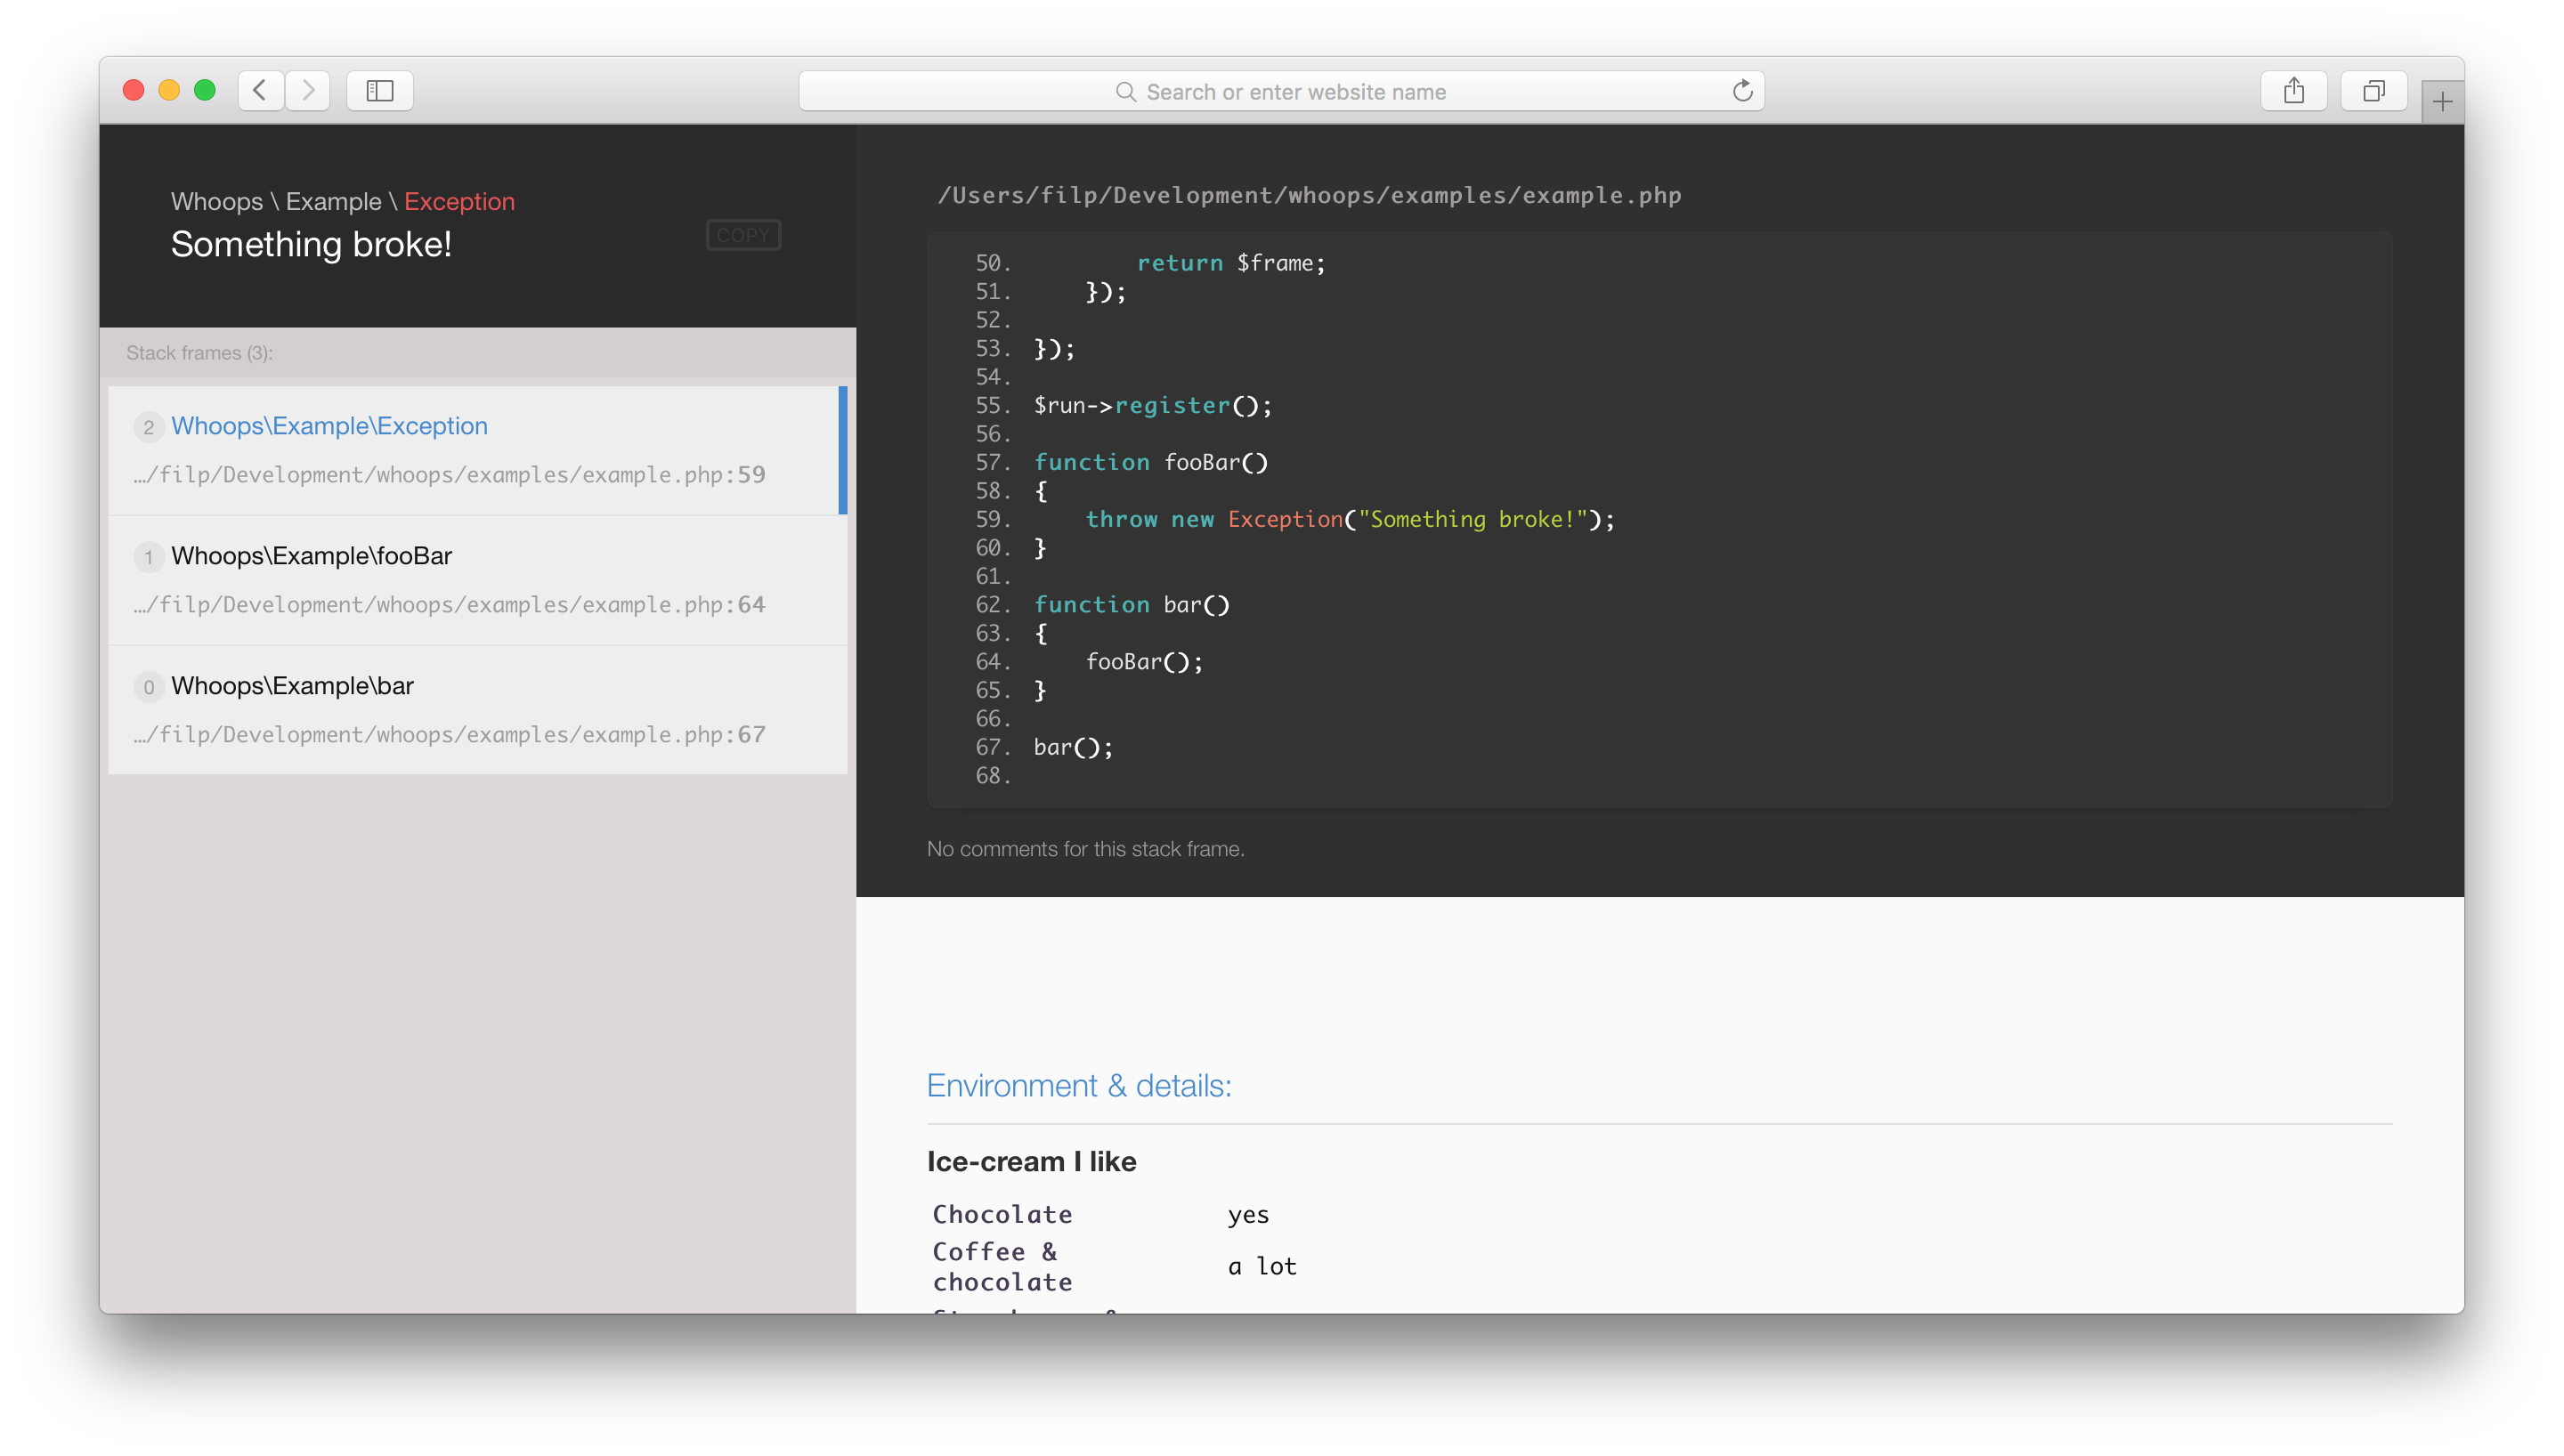 Search or enter website name
Whoops \ Example \ Exception
Something broke!
COPY
Stack frames (3):
2 Whoops\Example\Exception
…/filp/Development/whoops/examples/example.php:59
1 Whoops\Example\fooBar
…/filp/Development/whoops/examples/example.php:64
0 Whoops\Example\bar
…/filp/Development/whoops/examples/example.php:67
/Users/filp/Development/whoops/examples/example.php
50.         return $frame;
51.     });
52.
53. });
54.
55. $run->register();
56.
57. function fooBar()
58. {
59.     throw new Exception("Something broke!");
60. }
61.
62. function bar()
63. {
64.     fooBar();
65. }
66.
67. bar();
68.
No comments for this stack frame.
Environment & details:
Ice-cream I like
Chocolate yes
Coffee &
chocolate a lot